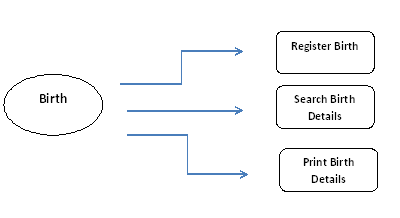 Birth
Register Birth
Search Birth
Details
Print Birth
Details